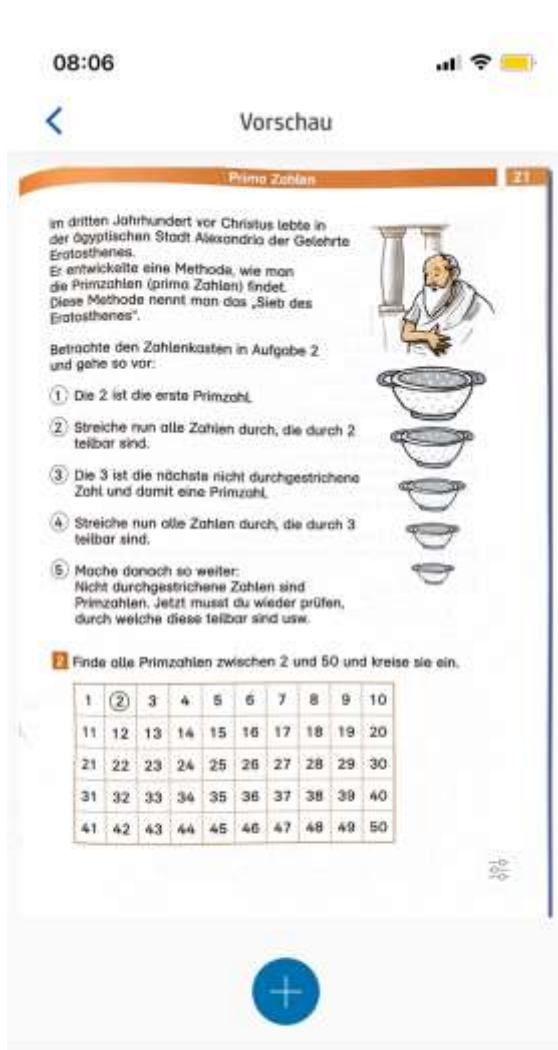 08:06
Vorschau
Prima Zahlen
21
Im dritten Jahrhundert vor Christus lebte in
der ägyptischen Stadt Alexandria der Gelehrte
Eratosthenes.
Er entwickelte eine Methode, wie man
die Primzahlen (prima Zahlen) findet.
Diese Methode nennt man das „Sieb des
Eratosthenes“.
Betrachte den Zahlenkasten in Aufgabe 2
und gehe so vor:
1 Die 2 ist die erste Primzahl.
2 Streiche nun alle Zahlen durch, die durch 2
teilbar sind.
3 Die 3 ist die nächste nicht durchgestrichene
Zahl und damit eine Primzahl.
4 Streiche nun alle Zahlen durch, die durch 3
teilbar sind.
5 Mache danach so weiter:
Nicht durchgestrichene Zahlen sind
Primzahlen. Jetzt musst du wieder prüfen,
durch welche diese teilbar sind usw.
2 Finde alle Primzahlen zwischen 2 und 50 und kreise sie ein.
1 2 3 4 5 6 7 8 9 10
11 12 13 14 15 16 17 18 19 20
21 22 23 24 25 26 27 28 29 30
31 32 33 34 35 36 37 38 39 40
41 42 43 44 45 46 47 48 49 50